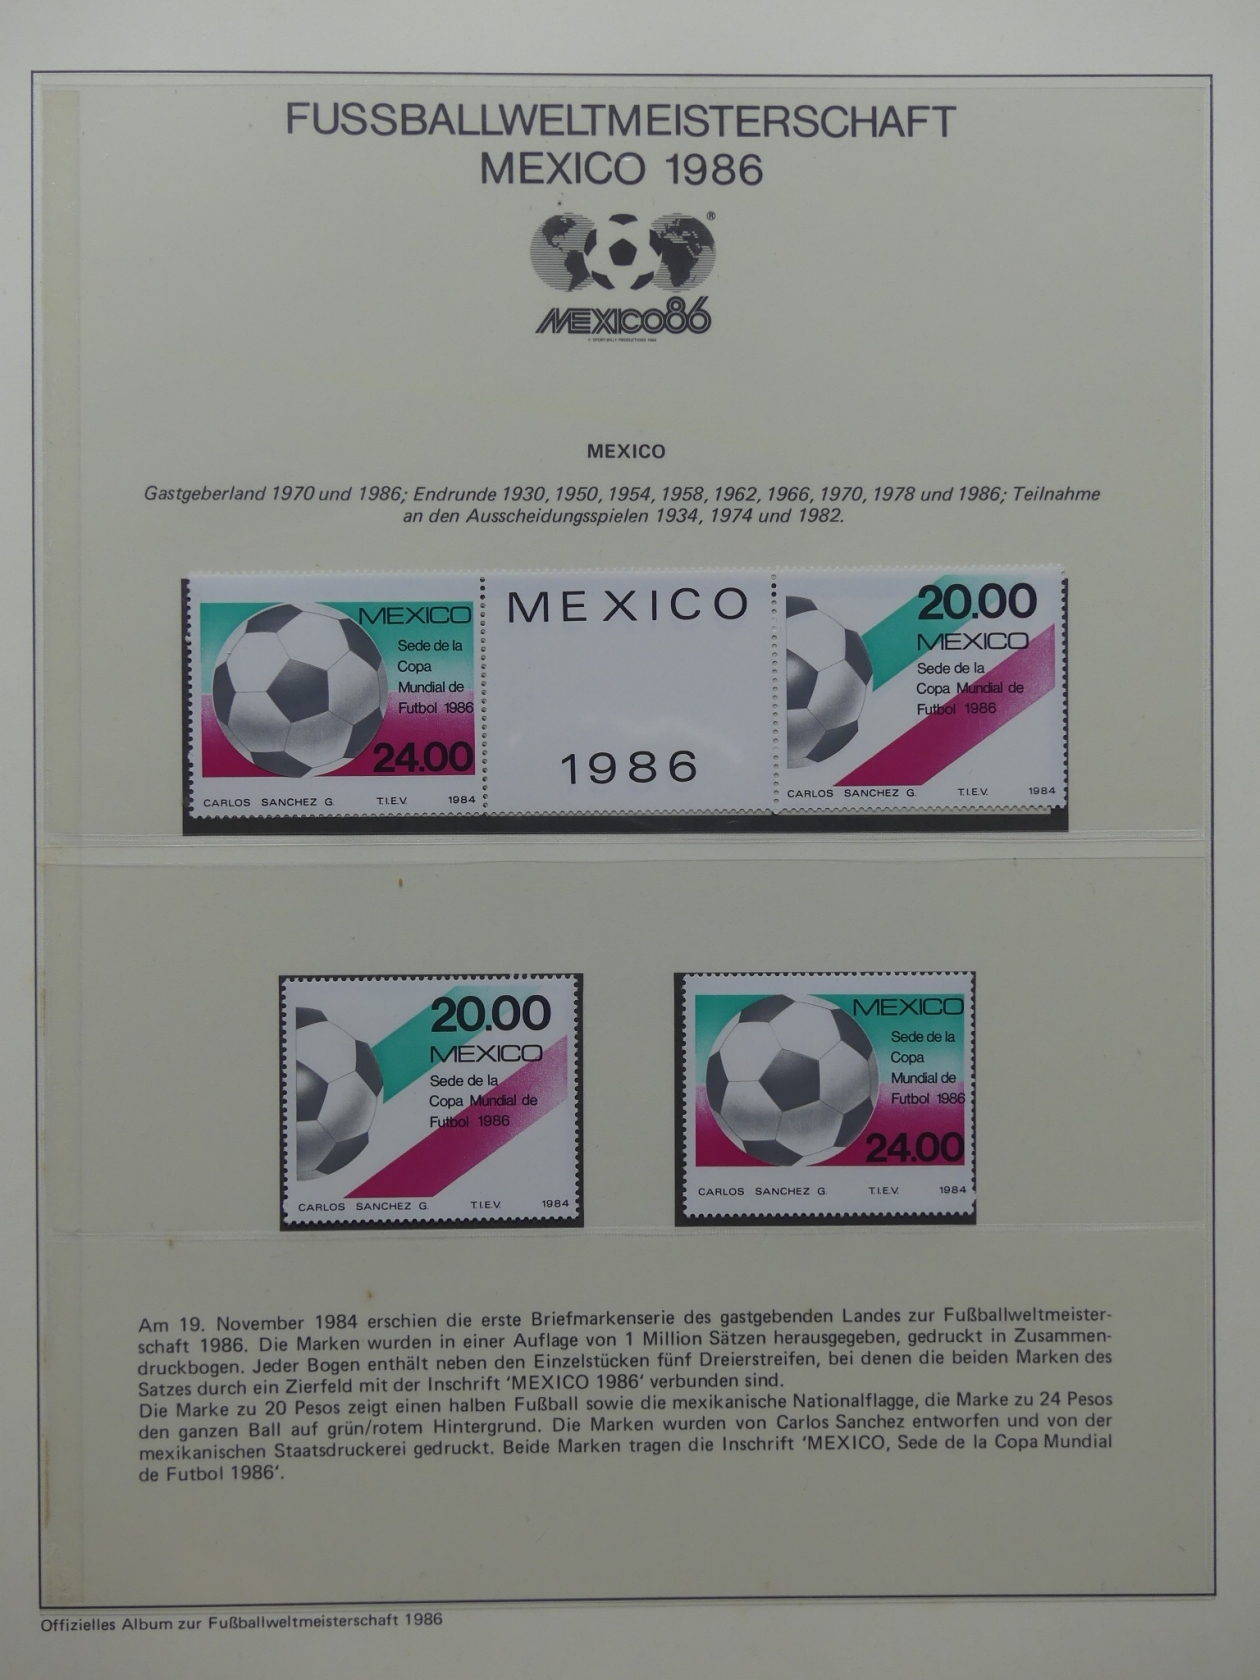 FUSSBALLWELTMEISTERSCHAFT
MEXICO 1986
®
MEXICO86
MEXICO
Gastgeberland 1970 und 1986; Endrunde 1930, 1950, 1954, 1958, 1962, 1966, 1970, 1978 und 1986; Teilnahme
an den Ausscheidungsspielen 1934, 1974 und 1982.
MEXICO
Sede de la
Copa
Mundial de
Futbol 1986
24.00
CARLOS SANCHEZ G. T.I.E.V. 1984
MEXICO
1986
20.00
MEXICO
Sede de la
Copa Mundial de
Futbol 1986
CARLOS SANCHEZ G. T.I.E.V. 1984
20.00
MEXICO
Sede de la
Copa Mundial de
Futbol 1986
CARLOS SANCHEZ G. T.I.E.V. 1984
MEXICO
Sede de la
Copa
Mundial de
Futbol 1986
24.00
CARLOS SANCHEZ G. T.I.E.V. 1984
Am 19. November 1984 erschien die erste Briefmarkenserie des gastgebenden Landes zur Fußballweltmeister-
schaft 1986. Die Marken wurden in einer Auflage von 1 Million Sätzen herausgegeben, gedruckt in Zusammen-
druckbogen. Jeder Bogen enthält neben den Einzelstücken fünf Dreierstreifen, bei denen die beiden Marken des
Satzes durch ein Zierfeld mit der Inschrift ‘MEXICO 1986‘ verbunden sind.
Die Marke zu 20 Pesos zeigt einen halben Fußball sowie die mexikanische Nationalflagge, die Marke zu 24 Pesos
den ganzen Ball auf grün/rotem Hintergrund. Die Marken wurden von Carlos Sanchez entworfen und von der
mexikanischen Staatsdruckerei gedruckt. Beide Marken tragen die Inschrift ‘MEXICO, Sede de la Copa Mundial
de Futbol 1986‘.
Offizielles Album zur Fußballweltmeisterschaft 1986